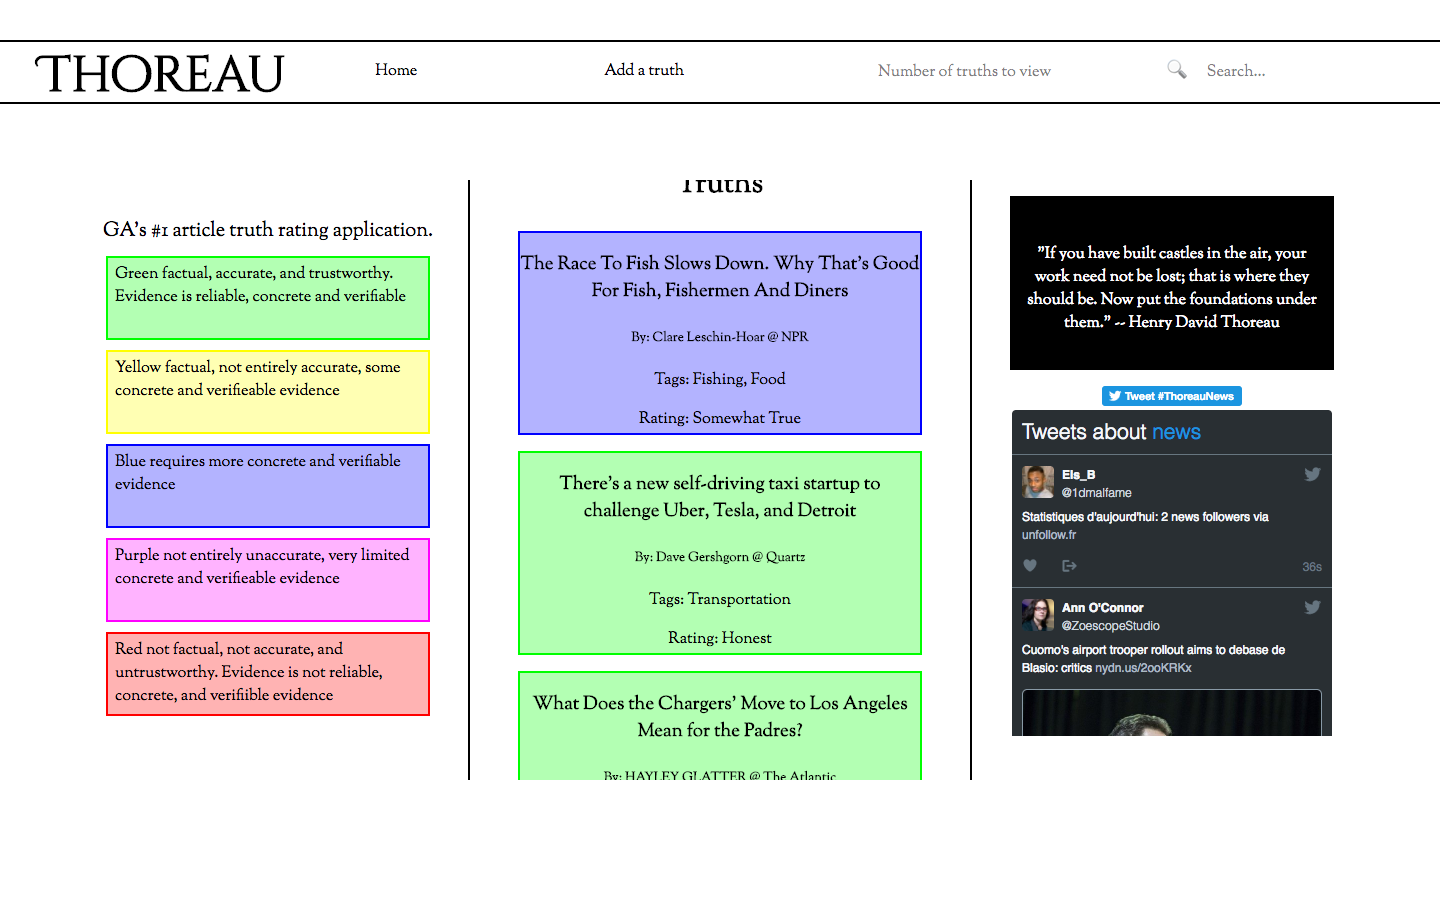 THOREAU
Home
Add a truth
Number of truths to view
Search...
GA's #1 article truth rating application.
Green factual, accurate, and trustworthy.
Evidence is reliable, concrete and verifiable
Yellow factual, not entirely accurate, some
concrete and verifieable evidence
Blue requires more concrete and verifiable
evidence
Purple not entirely unaccurate, very limited
concrete and verifieable evidence
Red not factual, not accurate, and
untrustworthy. Evidence is not reliable,
concrete, and verifiible evidence
Truths
The Race To Fish Slows Down. Why That's Good
For Fish, Fishermen And Diners
By: Clare Leschin-Hoar @ NPR
Tags: Fishing, Food
Rating: Somewhat True
There's a new self-driving taxi startup to
challenge Uber, Tesla, and Detroit
By: Dave Gershgorn @ Quartz
Tags: Transportation
Rating: Honest
What Does the Chargers' Move to Los Angeles
Mean for the Padres?
By: HAYLEY GLATTER @ The Atlantic
"If you have built castles in the air, your
work need not be lost; that is where they
should be. Now put the foundations under
them." -- Henry David Thoreau
Tweet #ThoreauNews
Tweets about news
Els_B
@1dmalfame
Statistiques d'aujourd'hui: 2 news followers via
unfollow.fr
36s
Ann O'Connor
@ZoescopeStudio
Cuomo's airport trooper rollout aims to debase de
Blasio: critics nydn.us/2ooKRKx